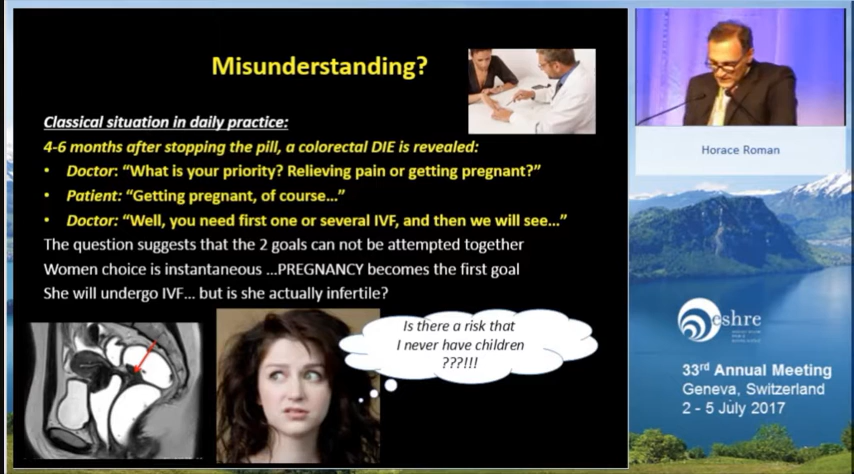 Misunderstanding?
Classical situation in daily practice:
4-6 months after stopping the pill, a colorectal DIE is revealed:
• Doctor: “What is your priority? Relieving pain or getting pregnant?”
• Patient: “Getting pregnant, of course…”
• Doctor: “Well, you need first one or several IVF, and then we will see…”
The question suggests that the 2 goals can not be attempted together
Women choice is instantaneous …PREGNANCY becomes the first goal
She will undergo IVF… but is she actually infertile?
Is there a risk that
I never have children
???!!!
Horace Roman
eshre
33rd Annual Meeting
Geneva, Switzerland
2 - 5 July 2017